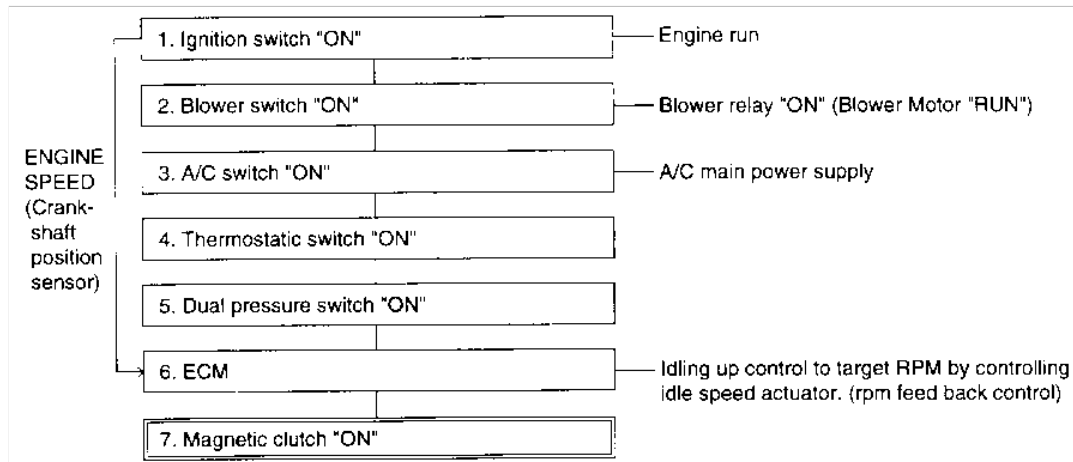 1. Ignition switch "ON"
Engine run
2. Blower switch "ON"
Blower relay "ON" (Blower Motor "RUN")
ENGINE
SPEED
(Crank-
shaft
position
sensor)
3. A/C switch "ON"
A/C main power supply
4. Thermostatic switch "ON"
5. Dual pressure switch "ON"
6. ECM
Idling up control to target RPM by controlling
idle speed actuator. (rpm feed back control)
7. Magnetic clutch "ON"